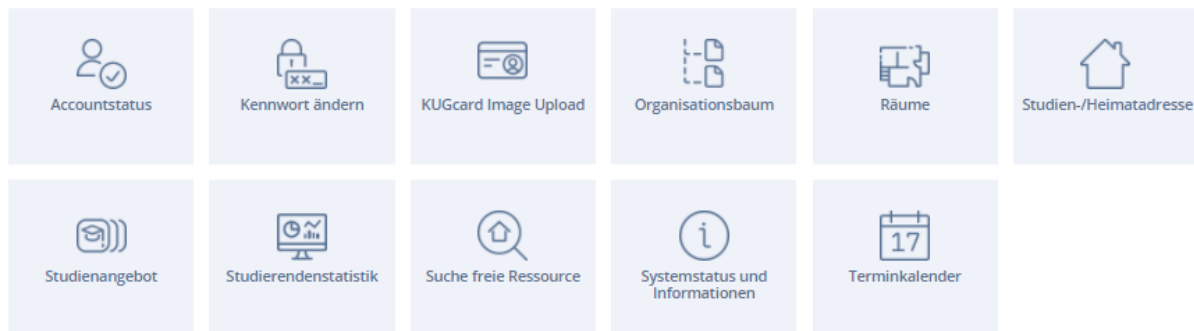 Accountstatus
Kennwort ändern
KUGcard Image Upload
Organisationsbaum
Räume
Studien-/Heimatadresse
Studienangebot
Studierendenstatistik
Suche freie Ressource
Systemstatus und
Informationen
17
Terminkalender